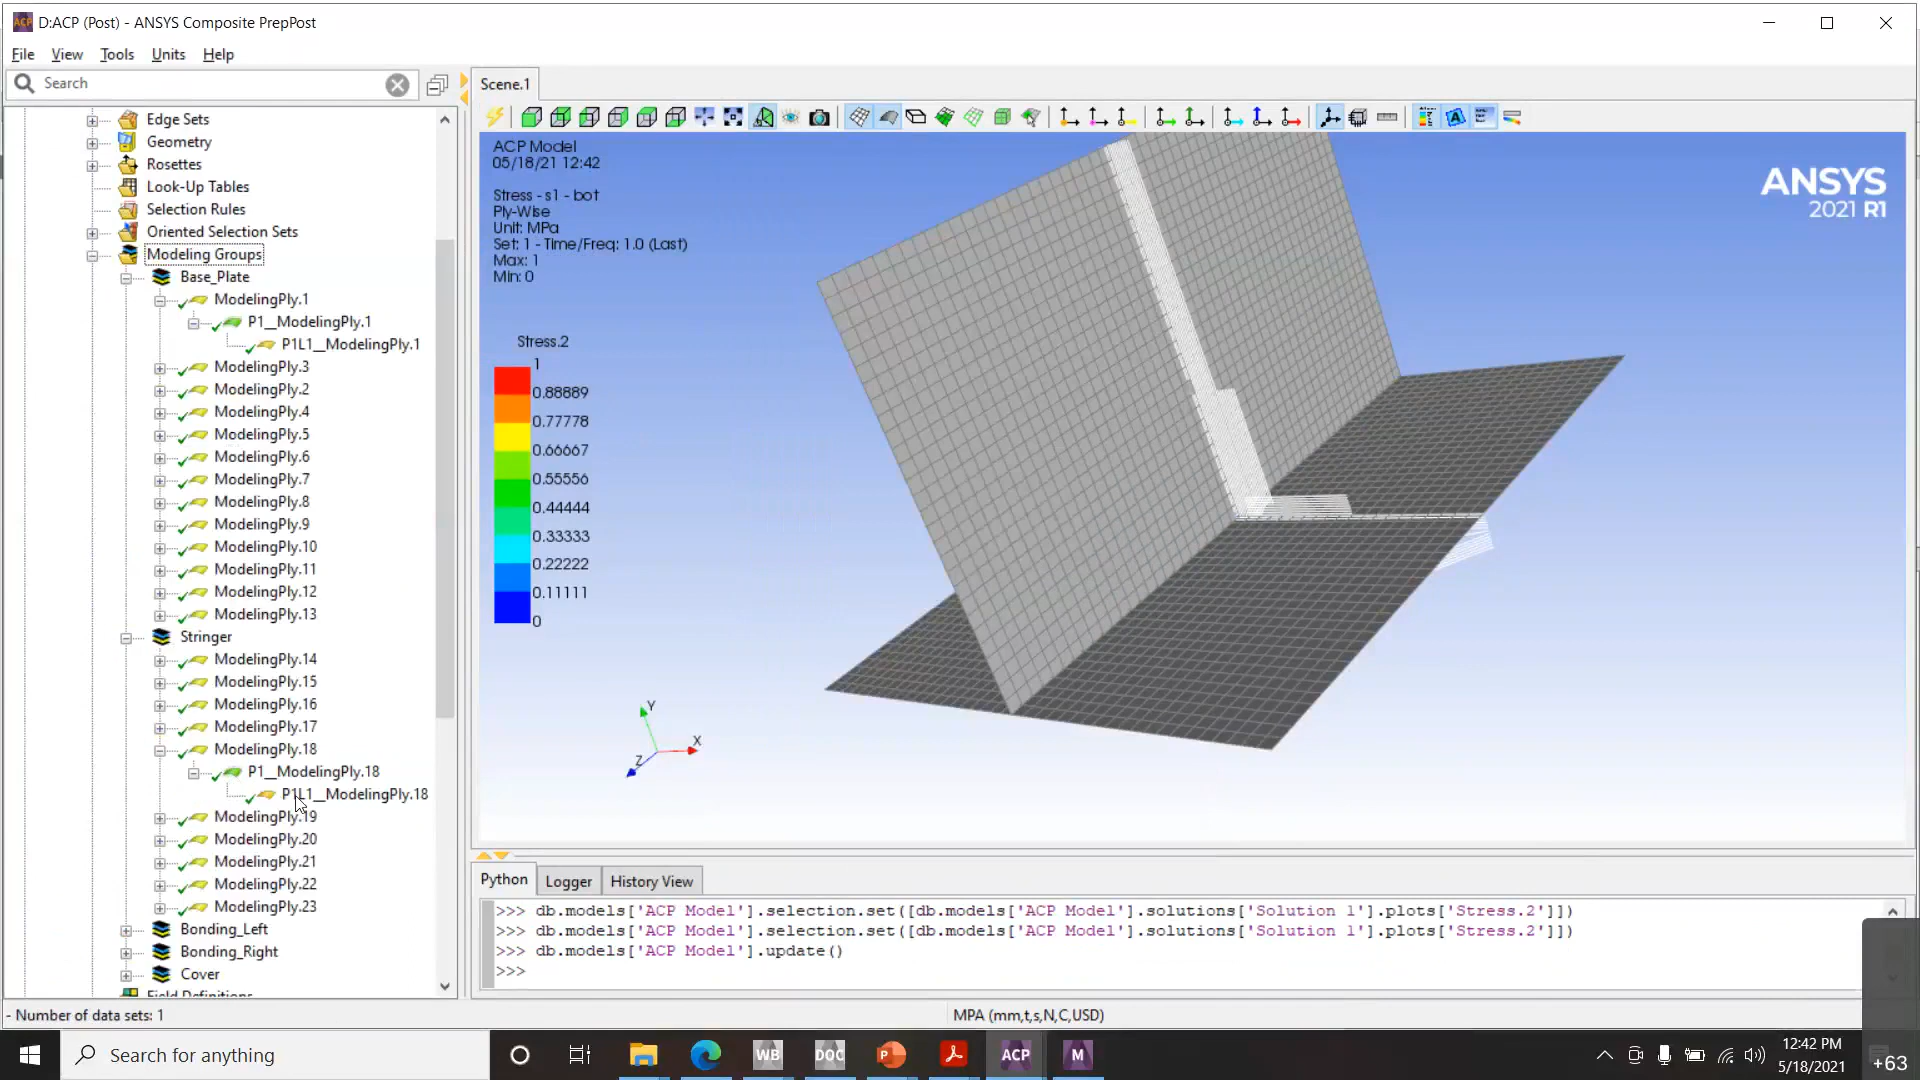 D:ACP (Post) - ANSYS Composite PrepPost
File View Tools Units Help
Search
Edge Sets
Geometry
Rosettes
Look-Up Tables
Selection Rules
Oriented Selection Sets
Modeling Groups
Base_Plate
ModelingPly.1
P1__ModelingPly.1
P1L1__ModelingPly.1
ModelingPly.3
ModelingPly.2
ModelingPly.4
ModelingPly.5
ModelingPly.6
ModelingPly.7
ModelingPly.8
ModelingPly.9
ModelingPly.10
ModelingPly.11
ModelingPly.12
ModelingPly.13
Stringer
ModelingPly.14
ModelingPly.15
ModelingPly.16
ModelingPly.17
ModelingPly.18
P1__ModelingPly.18
P1L1__ModelingPly.18
ModelingPly.19
ModelingPly.20
ModelingPly.21
ModelingPly.22
ModelingPly.23
Bonding_Left
Bonding_Right
Cover
Field Definitions
Scene.1
ACP Model
05/18/21 12:42
Stress - s1 - bot
Ply-Wise
Unit: MPa
Set: 1 - Time/Freq: 1.0 (Last)
Max: 1
Min: 0
Stress.2
1
0.88889
0.77778
0.66667
0.55556
0.44444
0.33333
0.22222
0.11111
0
ANSYS
2021 R1
Y
X
Z
Python Logger History View
>>> db.models['ACP Model'].selection.set([db.models['ACP Model'].solutions['Solution 1'].plots['Stress.2']])
>>> db.models['ACP Model'].selection.set([db.models['ACP Model'].solutions['Solution 1'].plots['Stress.2']])
>>> db.models['ACP Model'].update()
>>>
- Number of data sets: 1
MPA (mm,t,s,N,C,USD)
Search for anything
WB
DOC
P
ACP
M
12:42 PM
5/18/2021
+63